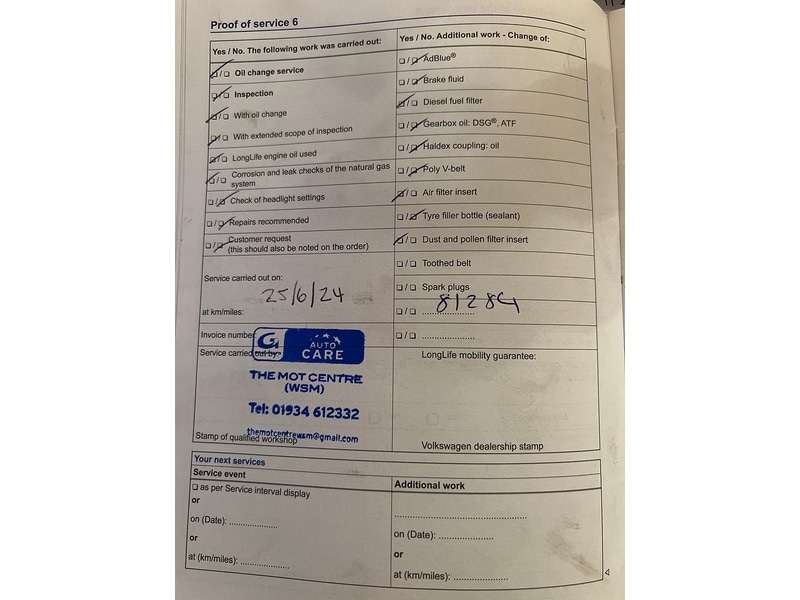 Proof of service 6
Yes / No. The following work was carried out:
☑/☐ Oil change service
☑/☐ Inspection
☑/☐ With oil change
☑/☐ With extended scope of inspection
☑/☐ LongLife engine oil used
☑/☐ Corrosion and leak checks of the natural gas
system
☐/☑ Check of headlight settings
☐/☑ Repairs recommended
☐/☑ Customer request
(this should also be noted on the order)
Service carried out on:
25/6/24
at km/miles:
Invoice number
Service carried out by:
AUTO
CARE
THE MOT CENTRE
(WSM)
Tel: 01934 612332
themotcentrewsm@gmail.com
Stamp of qualified workshop
Yes / No. Additional work - Change of:
☐/☑ AdBlue®
☐/☑ Brake fluid
☑/☐ Diesel fuel filter
☐/☑ Gearbox oil: DSG®, ATF
☐/☑ Haldex coupling: oil
☐/☑ Poly V-belt
☑/☐ Air filter insert
☐/☑ Tyre filler bottle (sealant)
☑/☐ Dust and pollen filter insert
☐/☐ Toothed belt
☐/☐ Spark plugs
☐/☐ ....................
81284
☐/☐ ....................
LongLife mobility guarantee:
Volkswagen dealership stamp
Your next services
Service event
☐ as per Service interval display
or
on (Date): ..................
or
at (km/miles): ..................
Additional work
..................................................
on (Date): ....................
or
at (km/miles): ....................